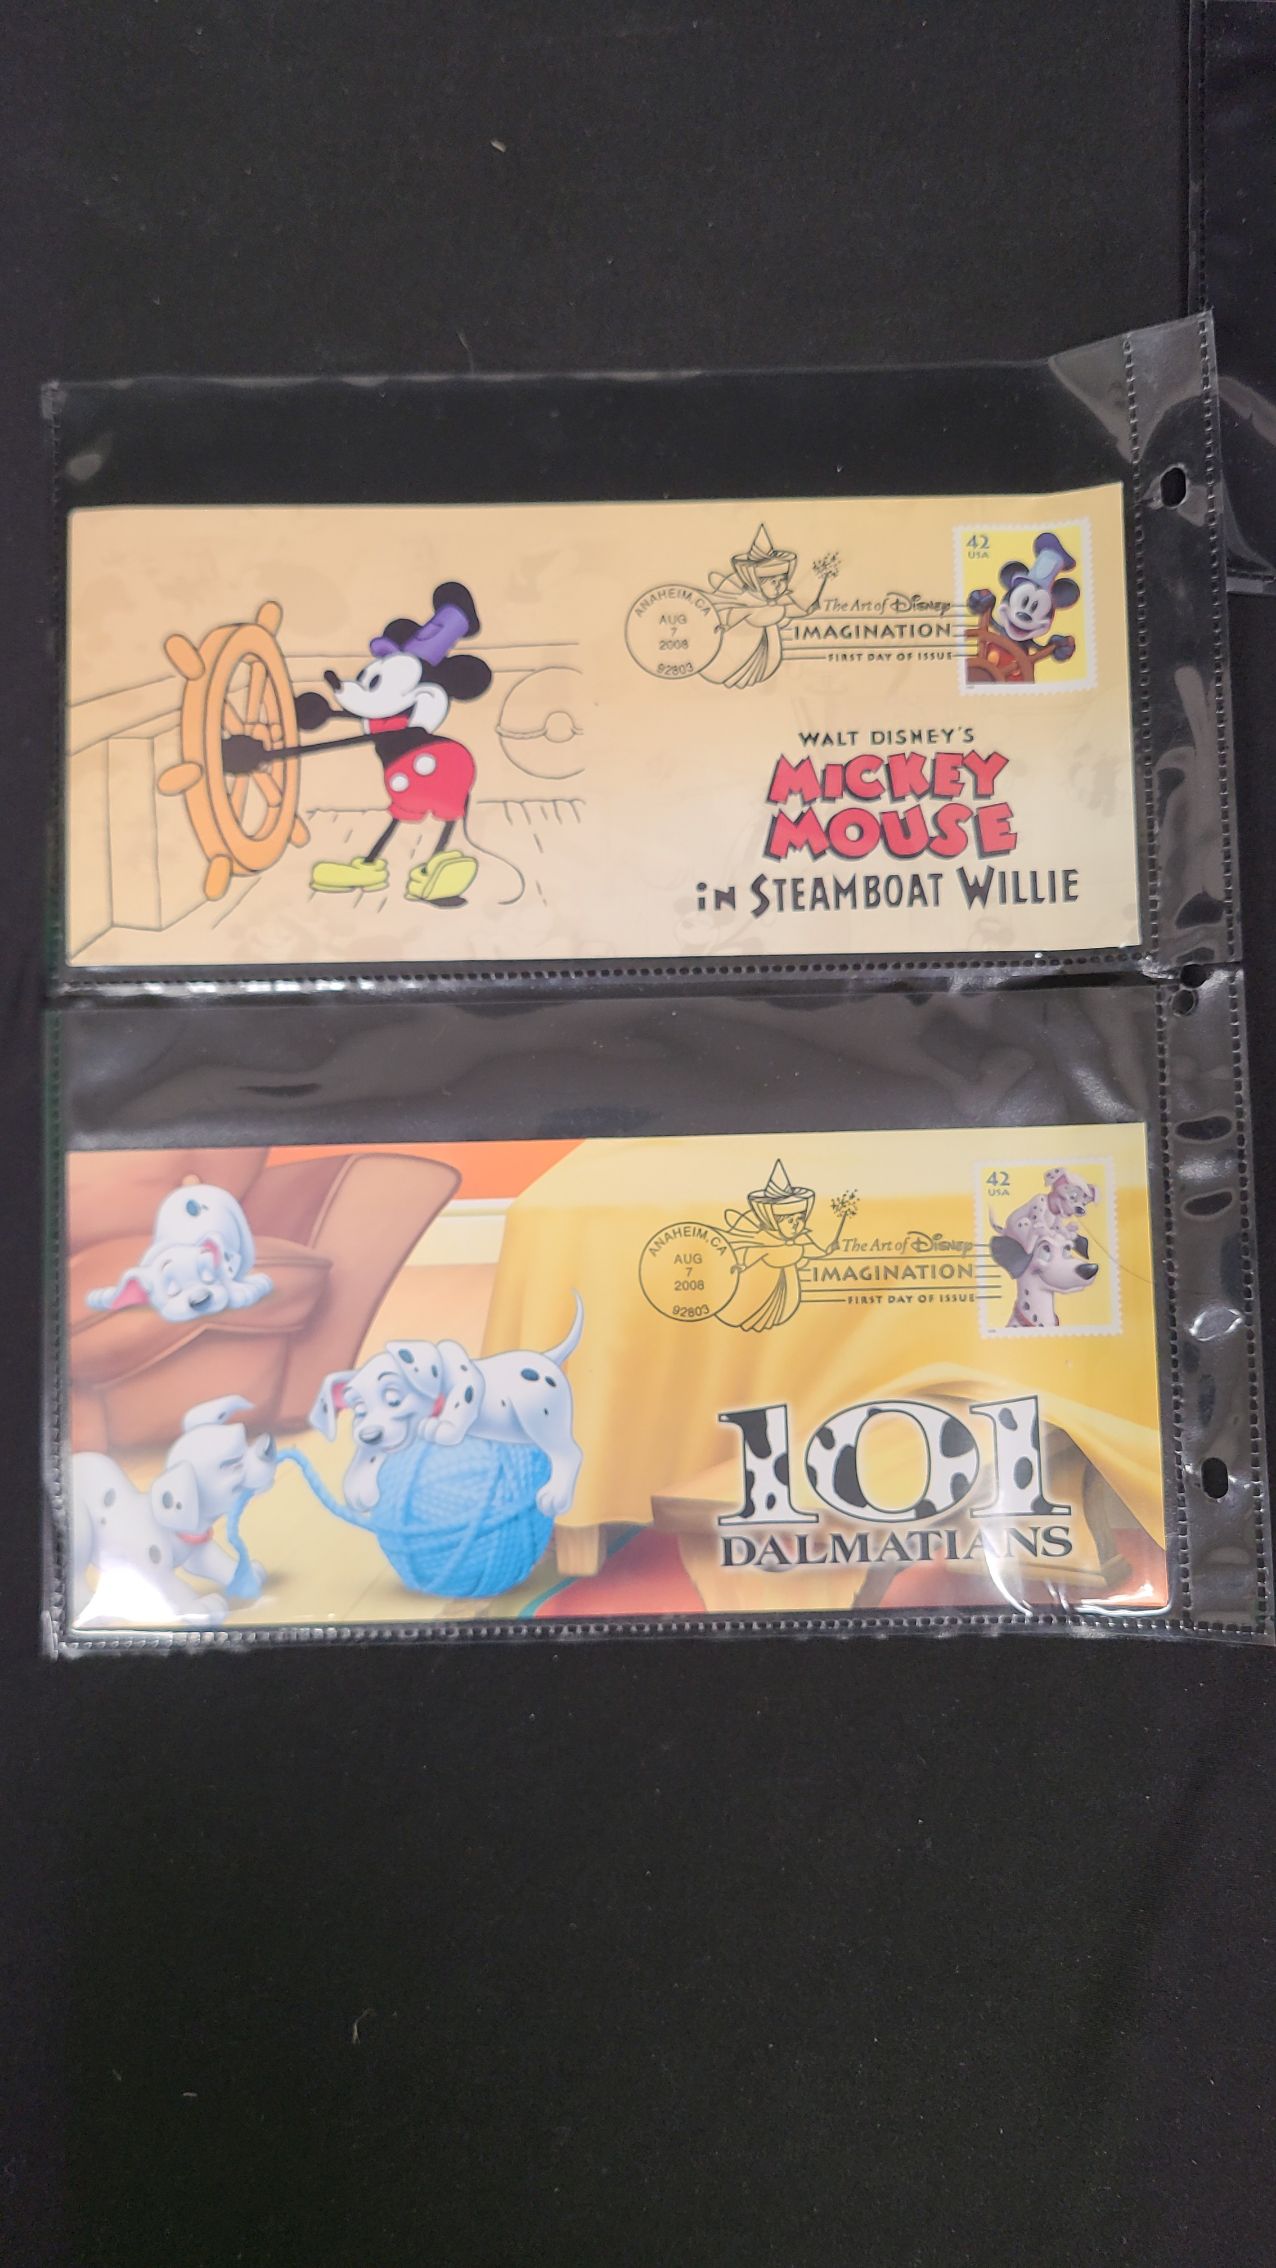 42
USA
ANAHEIM, CA
AUG
7
2008
92803
The Art of Disney
IMAGINATION
FIRST DAY OF ISSUE
WALT DISNEY'S
MICKEY
MOUSE
iN STEAMBOAT WILLIE
42
USA
ANAHEIM, CA
AUG
7
2008
92803
The Art of Disney
IMAGINATION
FIRST DAY OF ISSUE
101
DALMATIANS